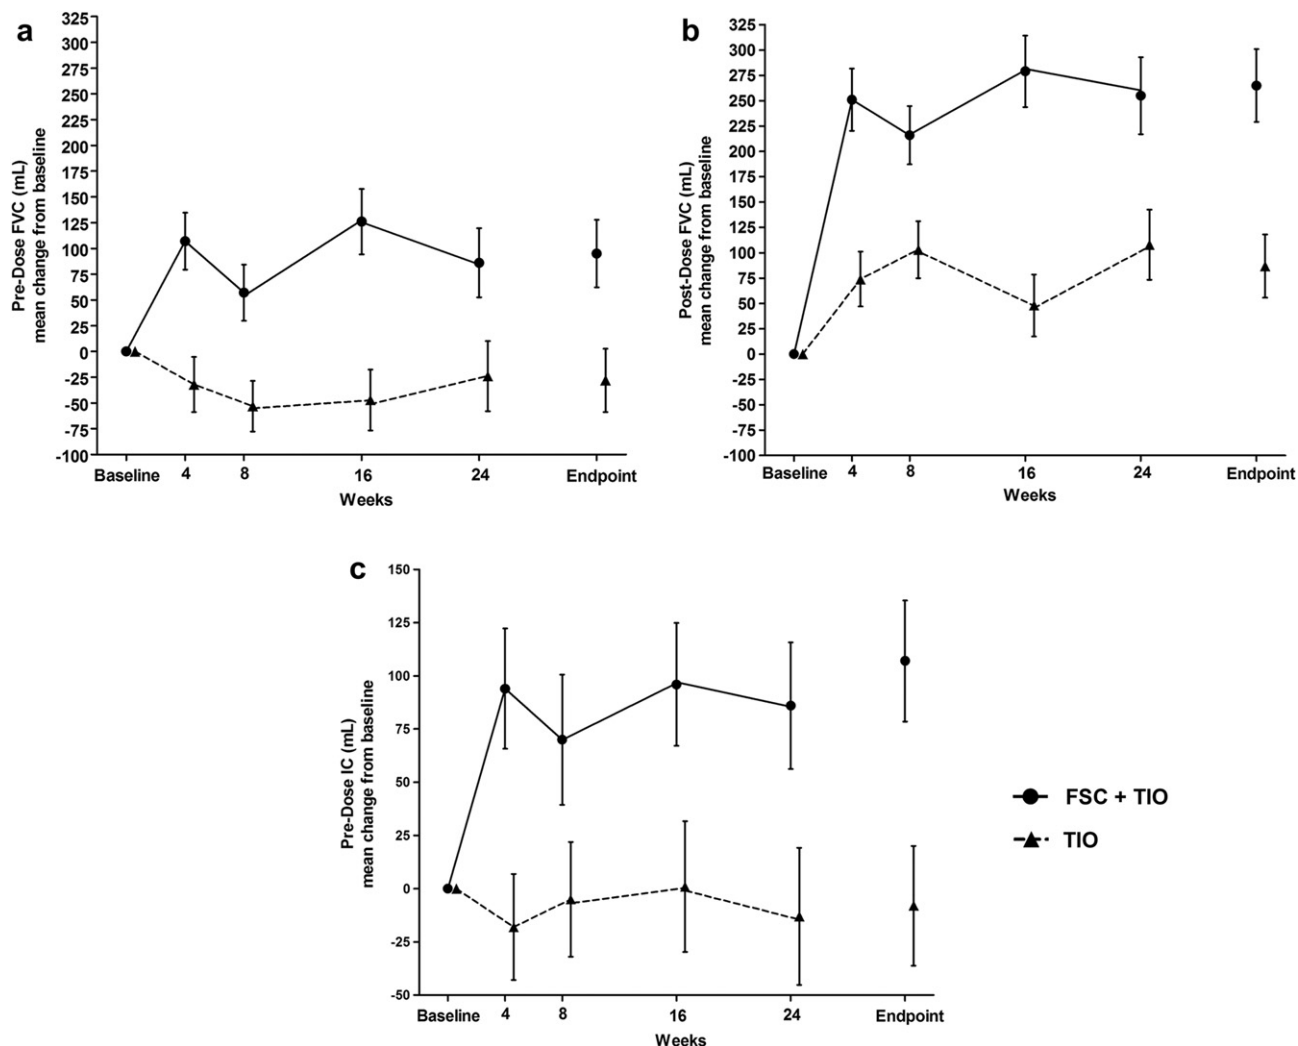 a
325
300
275
250
225
200
175
150
125
100
75
50
25
0
-25
-50
-75
-100
Pre-Dose FVC (mL)
mean change from baseline
Baseline 4 8 16 24 Endpoint
Weeks
b
325
300
275
250
225
200
175
150
125
100
75
50
25
0
-25
-50
-75
-100
Post-Dose FVC (mL)
mean change from baseline
Baseline 4 8 16 24 Endpoint
Weeks
c
150
125
100
75
50
25
0
-25
-50
Pre-Dose IC (mL)
mean change from baseline
Baseline 4 8 16 24 Endpoint
Weeks
FSC + TIO
TIO